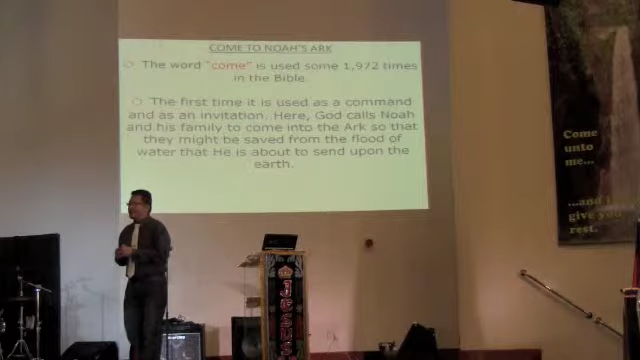 COME TO NOAH'S ARK
The word "come" is used some 1,972 times
in the Bible.
The first time it is used as a command
and as an invitation. Here, God calls Noah
and his family to come into the Ark so that
they might be saved from the flood of
water that He is about to send upon the
earth.
Come
unto
me...
...and I
give you
rest.
Jesus